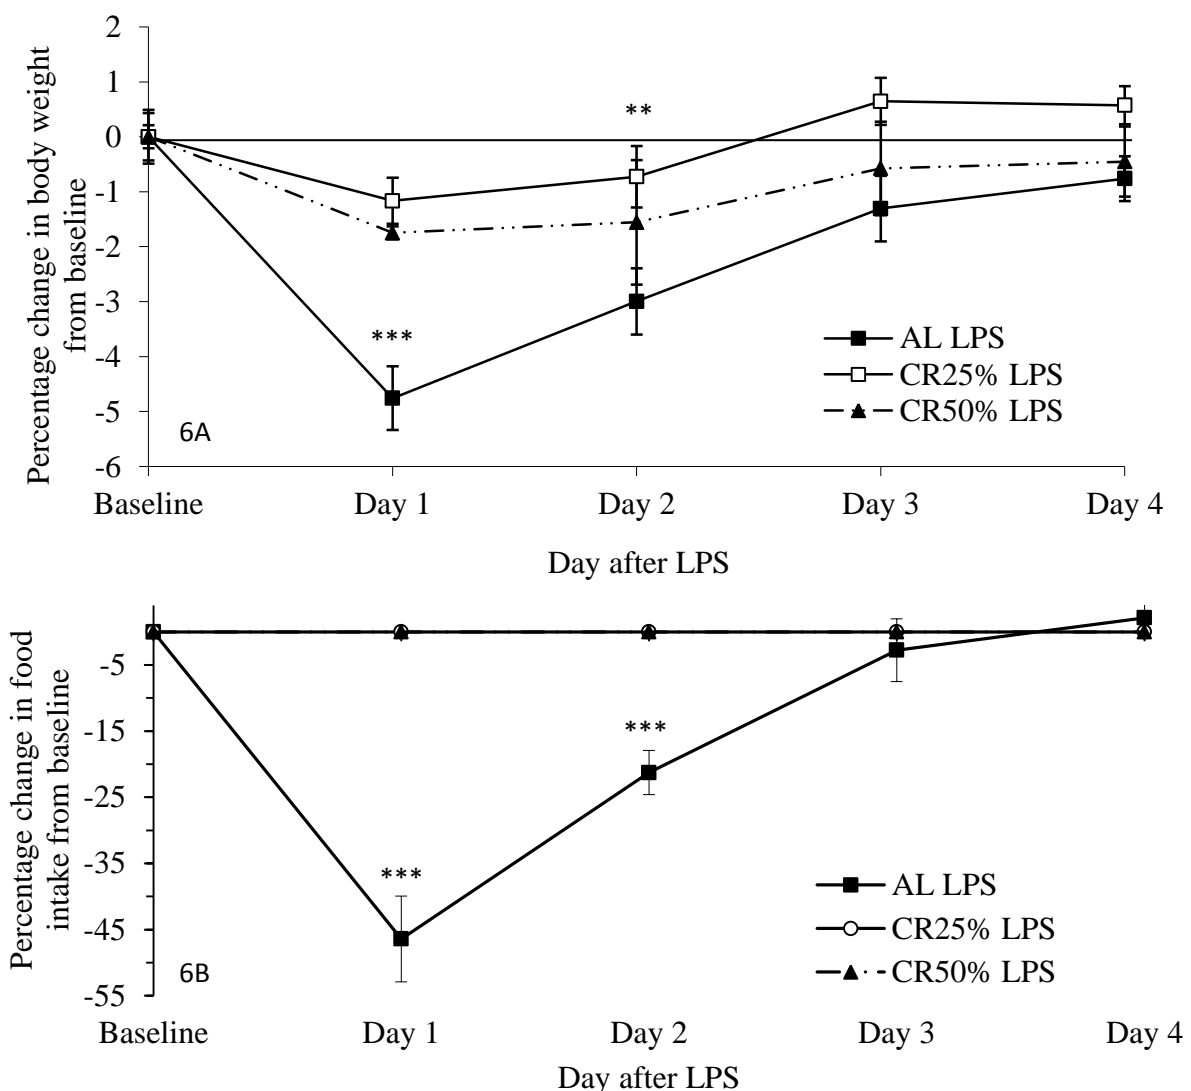 Percentage change in body weight
from baseline
2
1
0
-1
-2
-3
-4
-5
-6
**
***
AL LPS
CR25% LPS
CR50% LPS
6A
Baseline Day 1 Day 2 Day 3 Day 4
Day after LPS
Percentage change in food
intake from baseline
-5
-15
-25
-35
-45
-55
***
***
AL LPS
CR25% LPS
CR50% LPS
6B
Baseline Day 1 Day 2 Day 3 Day 4
Day after LPS